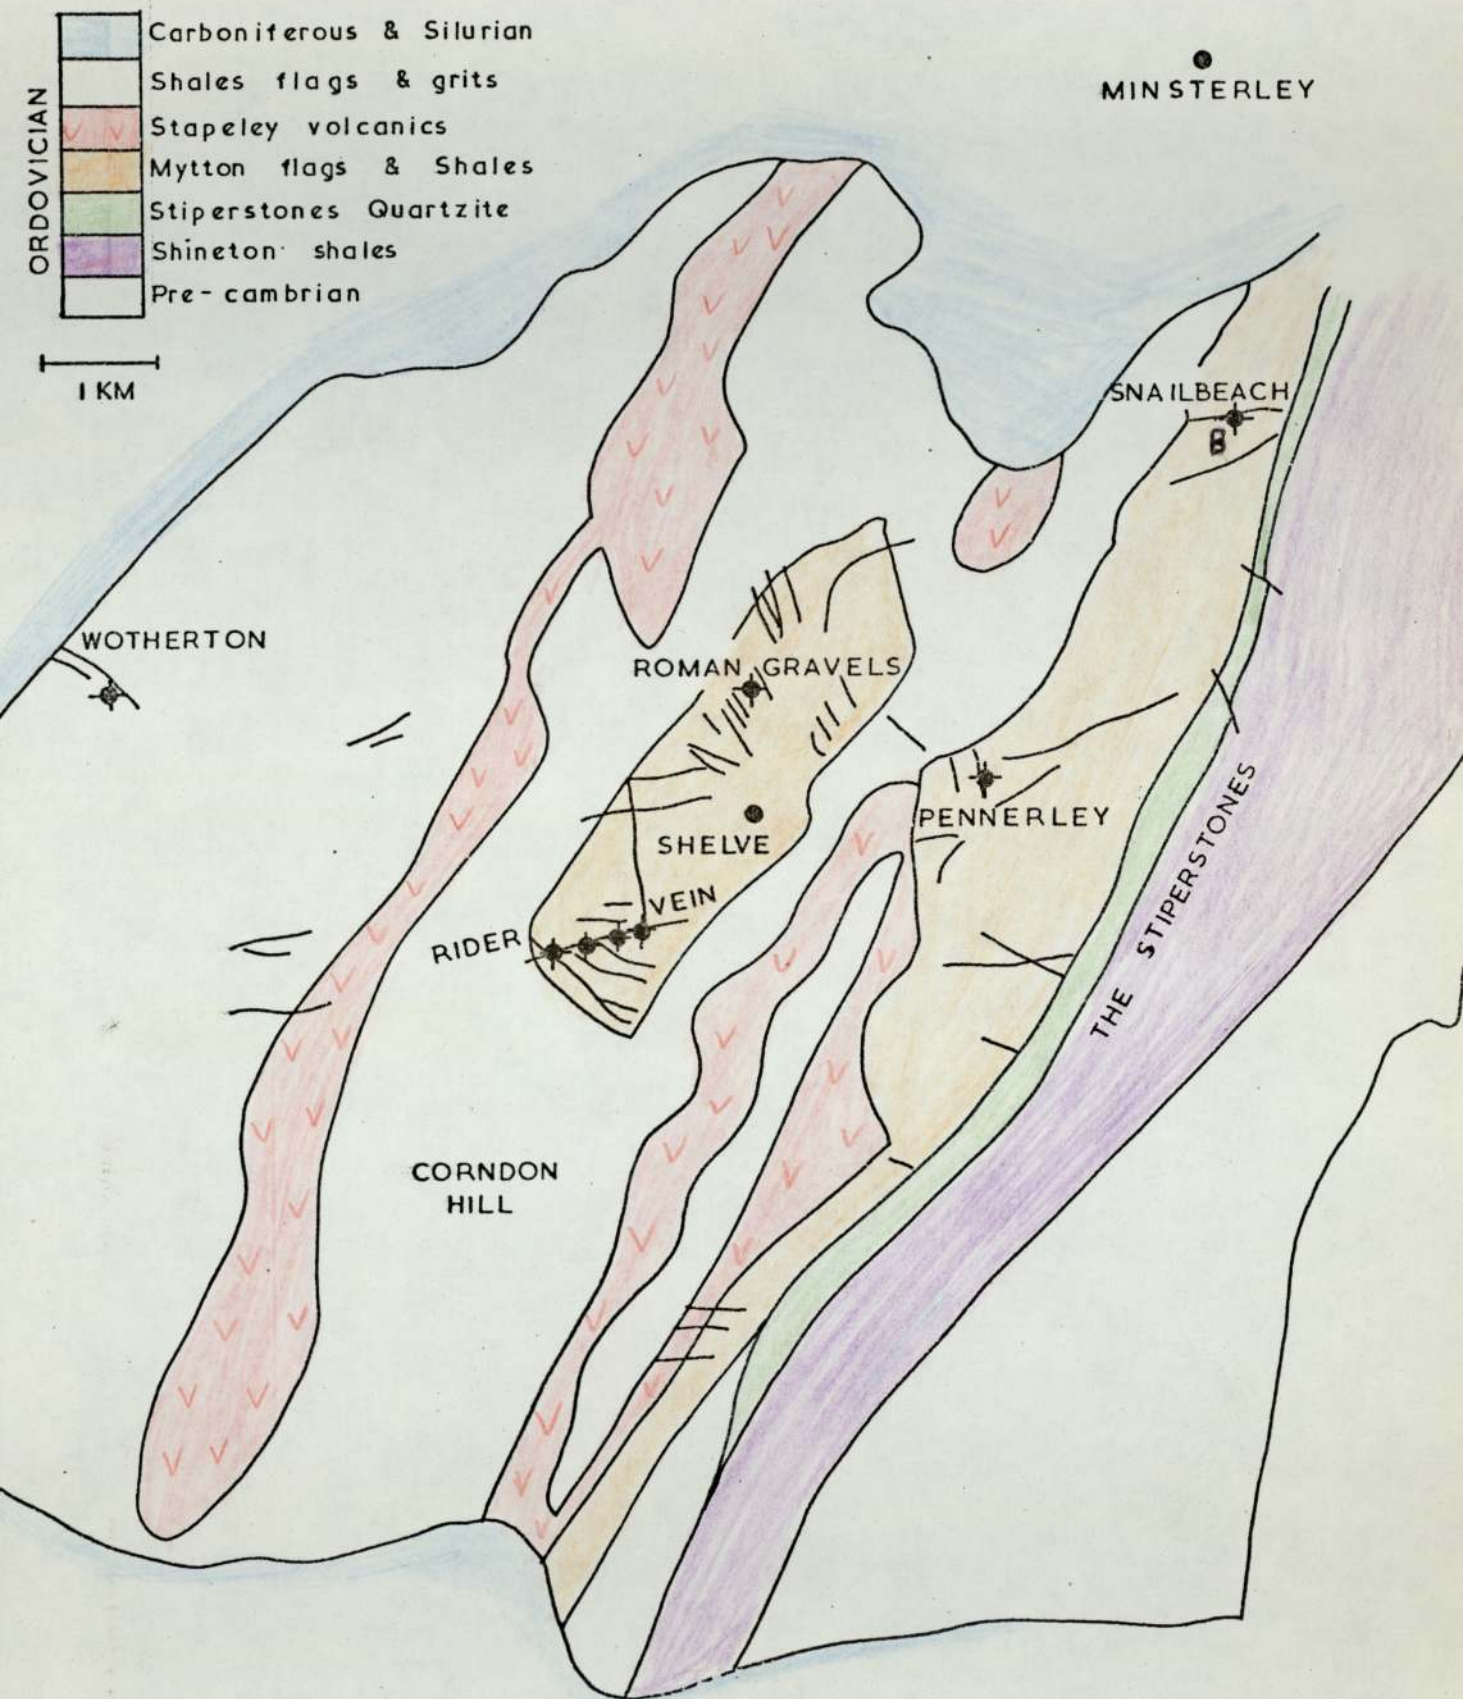 Carboniferous & Silurian
Shales flags & grits
Stapeley volcanics
Mytton flags & Shales
Stiperstones Quartzite
Shineton shales
Pre-cambrian
ORDOVICIAN
1 KM
MINSTERLEY
SNAILBEACH
WOTHERTON
ROMAN GRAVELS
PENNERLEY
SHELVE
RIDER VEIN
THE STIPERSTONES
CORNDON
HILL